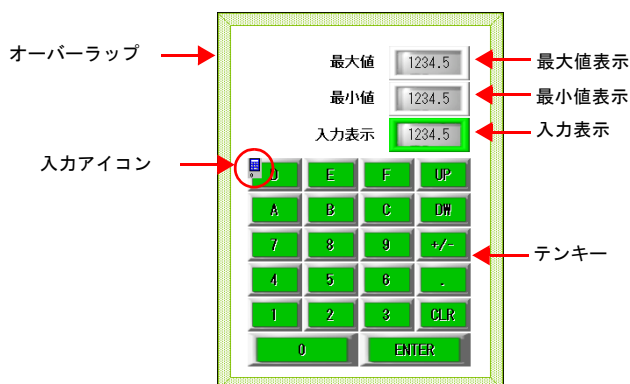 オーバーラップ
最大値 1234.5 最大値表示
最小値 1234.5 最小値表示
入力表示 1234.5 入力表示
入力アイコン
D E F UP
A B C DW
7 8 9 +/-
テンキー
4 5 6 .
1 2 3 CLR
0 ENTER